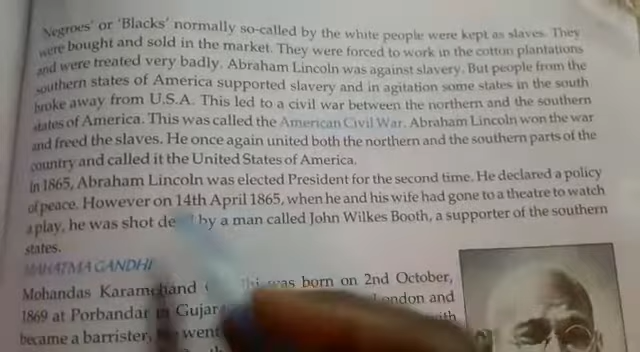 Negroes' or 'Blacks' normally so-called by the white people were kept as slaves. They
were bought and sold in the market. They were forced to work in the cotton plantations
and were treated very badly. Abraham Lincoln was against slavery. But people from the
southern states of America supported slavery and in agitation some states in the south
broke away from U.S.A. This led to a civil war between the northern and the southern
states of America. This was called the American Civil War. Abraham Lincoln won the war
and freed the slaves. He once again united both the northern and the southern parts of the
country and called it the United States of America.
In 1865, Abraham Lincoln was elected President for the second time. He declared a policy
of peace. However on 14th April 1865, when he and his wife had gone to a theatre to watch
a play, he was shot by a man called John Wilkes Booth, a supporter of the southern
states.
MAHATMA GANDHI
Mohandas Karamchand was born on 2nd October,
1869 at Porbandar in London and
became a barrister, went with